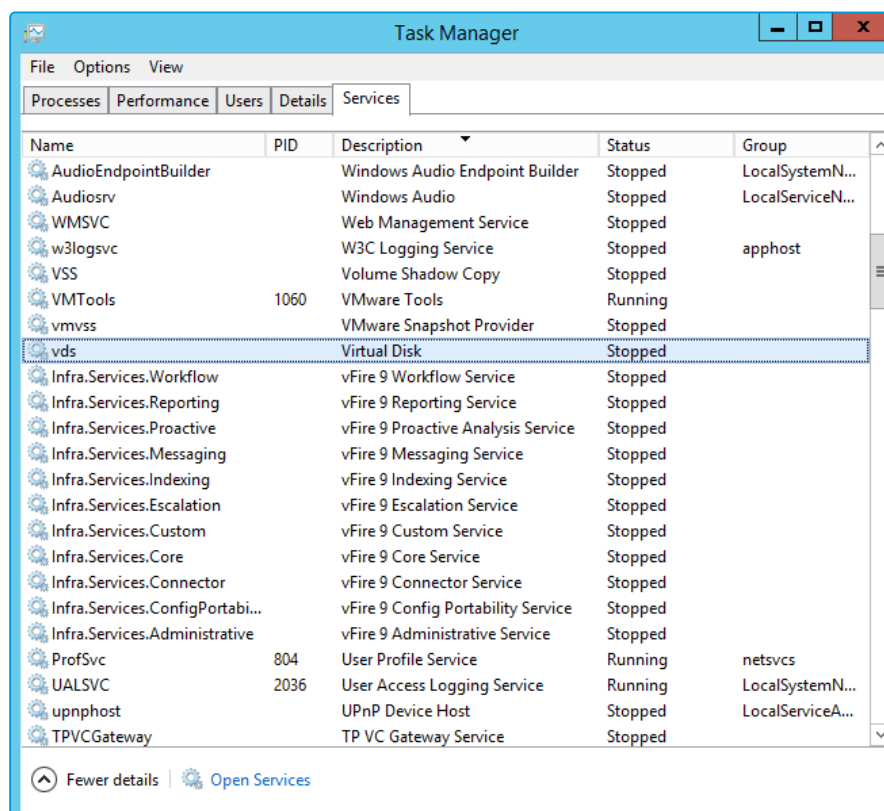 Task Manager
File Options View
Processes Performance Users Details Services
Name PID Description Status Group
AudioEndpointBuilder Windows Audio Endpoint Builder Stopped LocalSystemN...
Audiosrv Windows Audio Stopped LocalServiceN...
WMSVC Web Management Service Stopped
w3logsvc W3C Logging Service Stopped apphost
VSS Volume Shadow Copy Stopped
VMTools 1060 VMware Tools Running
vmvss VMware Snapshot Provider Stopped
vds Virtual Disk Stopped
Infra.Services.Workflow vFire 9 Workflow Service Stopped
Infra.Services.Reporting vFire 9 Reporting Service Stopped
Infra.Services.Proactive vFire 9 Proactive Analysis Service Stopped
Infra.Services.Messaging vFire 9 Messaging Service Stopped
Infra.Services.Indexing vFire 9 Indexing Service Stopped
Infra.Services.Escalation vFire 9 Escalation Service Stopped
Infra.Services.Custom vFire 9 Custom Service Stopped
Infra.Services.Core vFire 9 Core Service Stopped
Infra.Services.Connector vFire 9 Connector Service Stopped
Infra.Services.ConfigPortabi... vFire 9 Config Portability Service Stopped
Infra.Services.Administrative vFire 9 Administrative Service Stopped
ProfSvc 804 User Profile Service Running netsvcs
UALSVC 2036 User Access Logging Service Running LocalSystemN...
upnphost UPnP Device Host Stopped LocalServiceA...
TPVCGateway TP VC Gateway Service Stopped
Fewer details Open Services